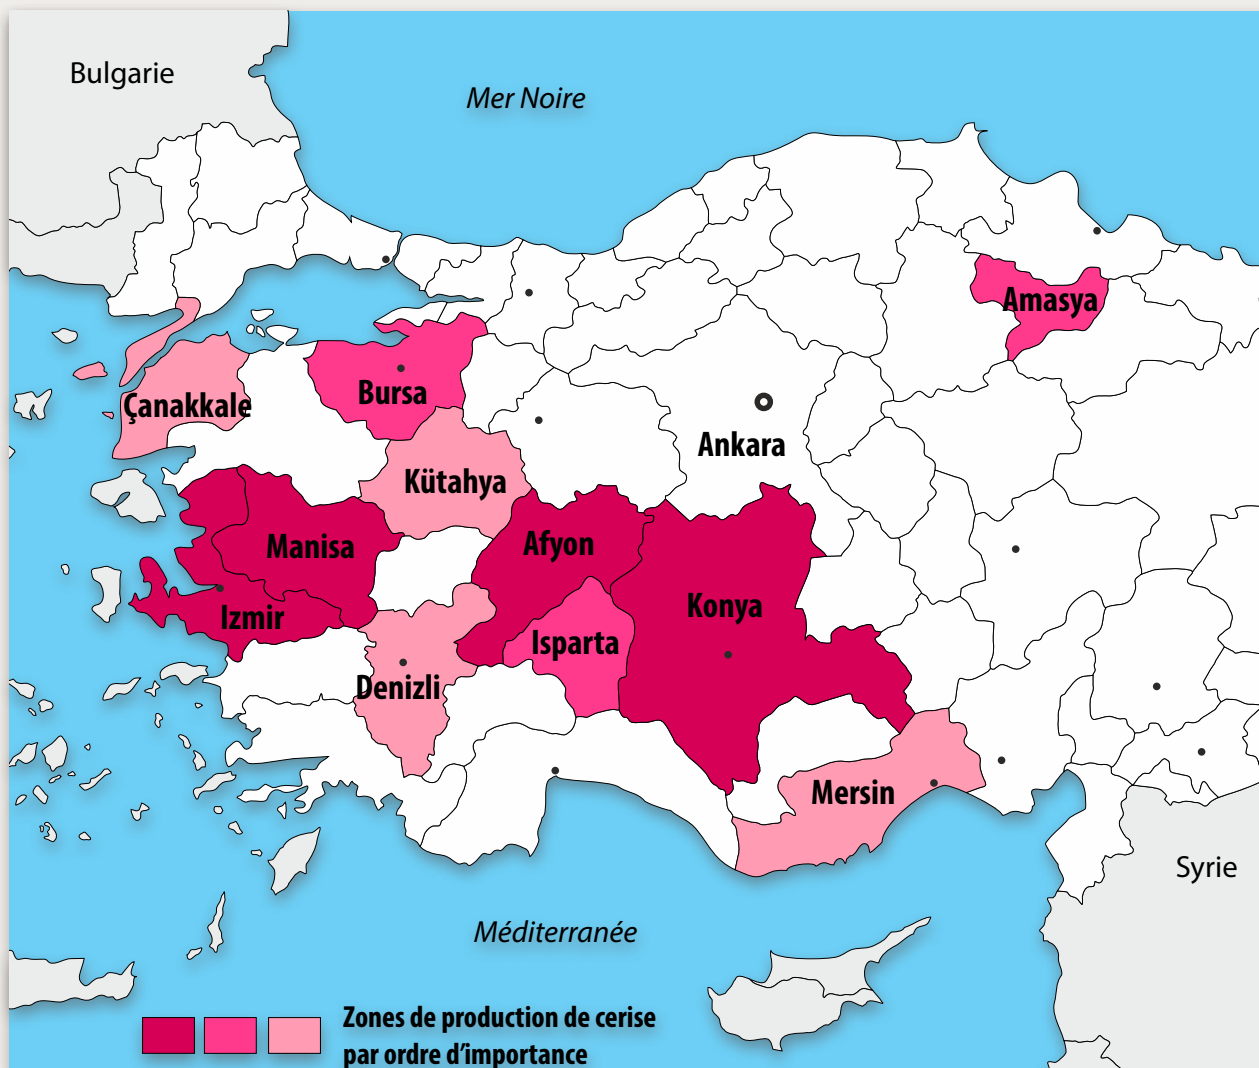 Bulgarie
Mer Noire
Amasya
Bursa
Çanakkale
Ankara
Kütahya
Afyon
Manisa
Konya
Izmir
Isparta
Denizli
Mersin
Syrie
Méditerranée
Zones de production de cerise
par ordre d’importance